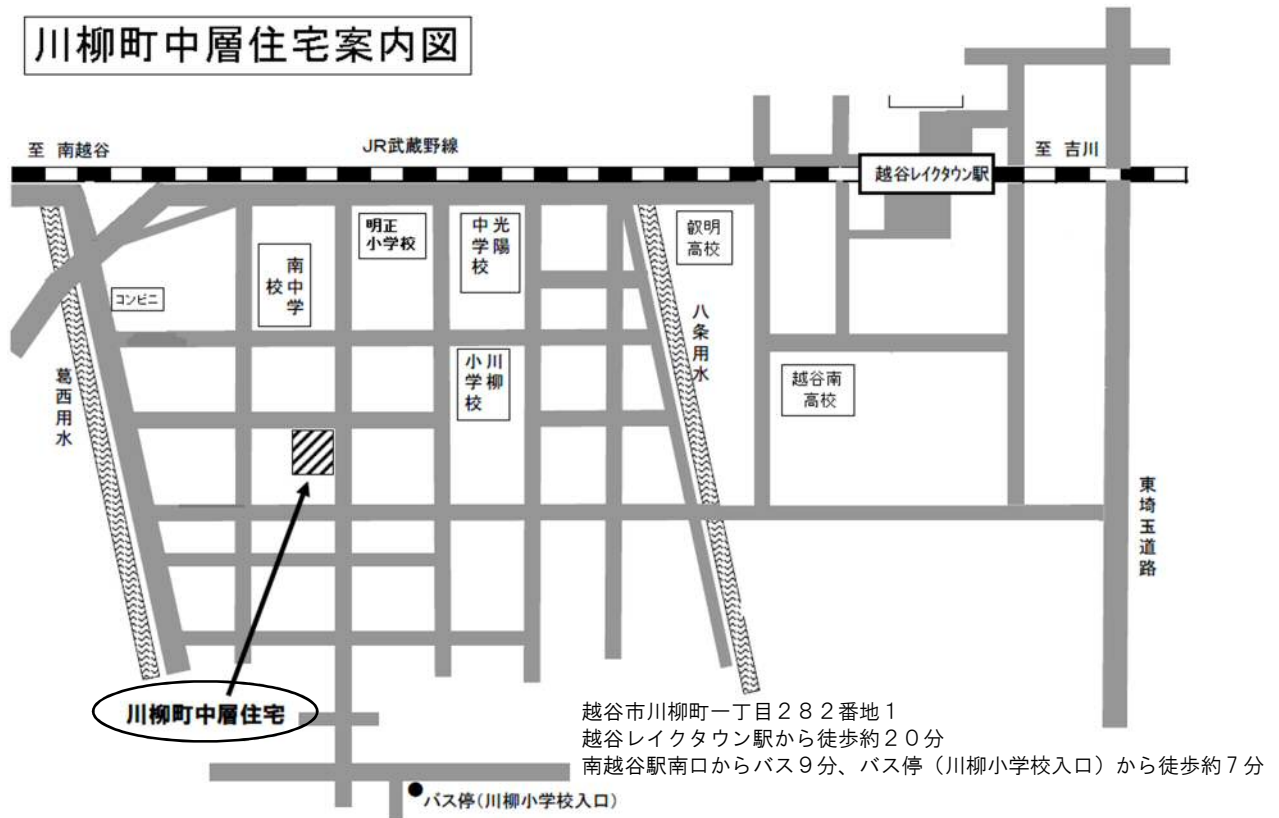 川柳町中層住宅案内図
至 南越谷
JR武蔵野線
越谷レイクタウン駅
至 吉川
明正
小学校
光陽
中学校
叡明
高校
南中学
校
コンビニ
八条用水
川柳
小学校
越谷南
高校
葛西用水
東埼玉道路
川柳町中層住宅
越谷市川柳町一丁目２８２番地１
越谷レイクタウン駅から徒歩約２０分
南越谷駅南口からバス９分、バス停（川柳小学校入口）から徒歩約７分
バス停(川柳小学校入口)